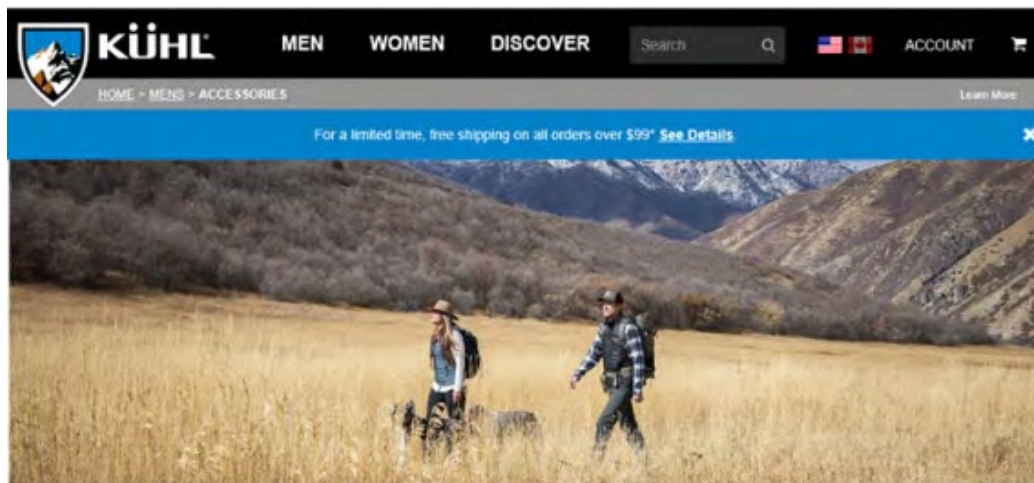 KÜHL
MEN WOMEN DISCOVER Search ACCOUNT
HOME > MENS > ACCESSORIES Learn More
For a limited time, free shipping on all orders over $99* See Details